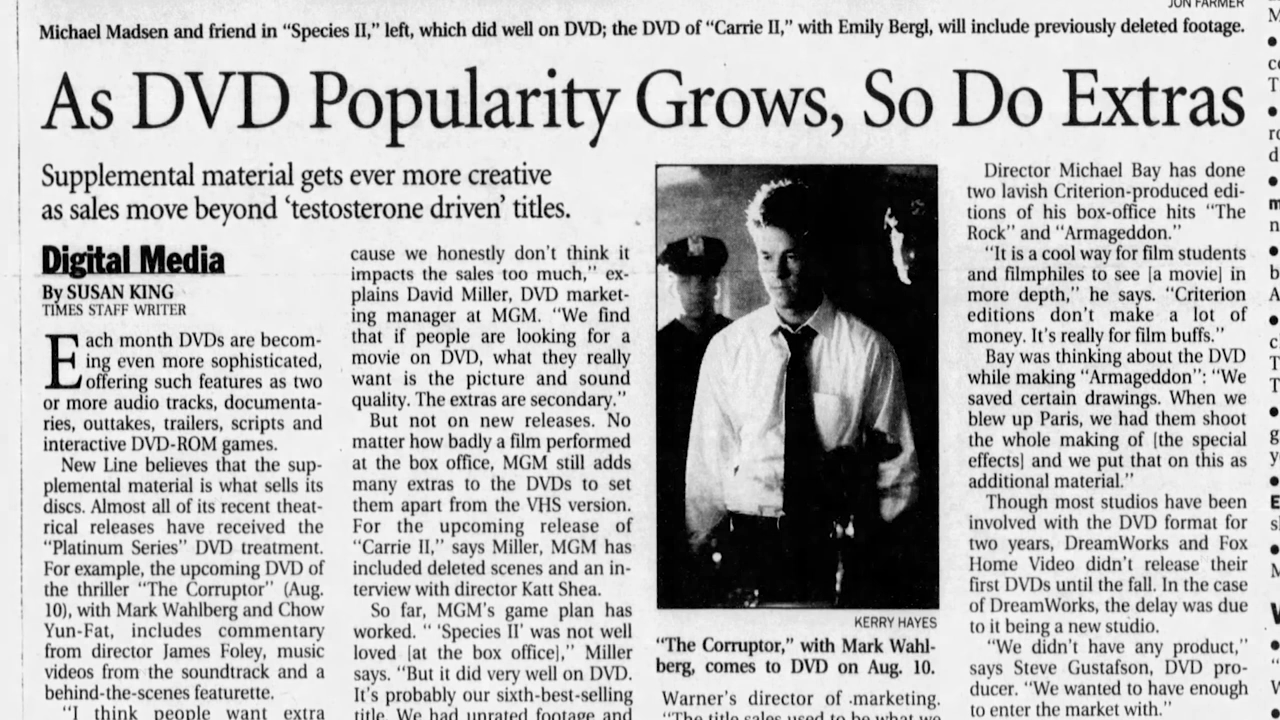 JON FARMER
Michael Madsen and friend in “Species II,” left, which did well on DVD; the DVD of “Carrie II,” with Emily Bergl, will include previously deleted footage.
As DVD Popularity Grows, So Do Extras
Supplemental material gets ever more creative
as sales move beyond ‘testosterone driven’ titles.
Digital Media
By SUSAN KING
TIMES STAFF WRITER
Each month DVDs are becom-
ing even more sophisticated,
offering such features as two
or more audio tracks, documenta-
ries, outtakes, trailers, scripts and
interactive DVD-ROM games.
New Line believes that the sup-
plemental material is what sells its
discs. Almost all of its recent theat-
rical releases have received the
“Platinum Series” DVD treatment.
For example, the upcoming DVD of
the thriller “The Corruptor” (Aug.
10), with Mark Wahlberg and Chow
Yun-Fat, includes commentary
from director James Foley, music
videos from the soundtrack and a
behind-the-scenes featurette.
“I think people want extra
cause we honestly don’t think it
impacts the sales too much,” ex-
plains David Miller, DVD market-
ing manager at MGM. “We find
that if people are looking for a
movie on DVD, what they really
want is the picture and sound
quality. The extras are secondary.”
But not on new releases. No
matter how badly a film performed
at the box office, MGM still adds
many extras to the DVDs to set
them apart from the VHS version.
For the upcoming release of
“Carrie II,” says Miller, MGM has
included deleted scenes and an in-
terview with director Katt Shea.
So far, MGM’s game plan has
worked. “ ‘Species II’ was not well
loved [at the box office],” Miller
says. “But it did very well on DVD.
It’s probably our sixth-best-selling
title. We had unrated footage and
KERRY HAYES
“The Corruptor,” with Mark Wahl-
berg, comes to DVD on Aug. 10.
Warner’s director of marketing.
“The title sales used to be what we
Director Michael Bay has done
two lavish Criterion-produced edi-
tions of his box-office hits “The
Rock” and “Armageddon.”
“It is a cool way for film students
and filmphiles to see [a movie] in
more depth,” he says. “Criterion
editions don’t make a lot of
money. It’s really for film buffs.”
Bay was thinking about the DVD
while making “Armageddon”: “We
saved certain drawings. When we
blew up Paris, we had them shoot
the whole making of [the special
effects] and we put that on this as
additional material.”
Though most studios have been
involved with the DVD format for
two years, DreamWorks and Fox
Home Video didn’t release their
first DVDs until the fall. In the case
of DreamWorks, the delay was due
to it being a new studio.
“We didn’t have any product,”
says Steve Gustafson, DVD pro-
ducer. “We wanted to have enough
to enter the market with.”